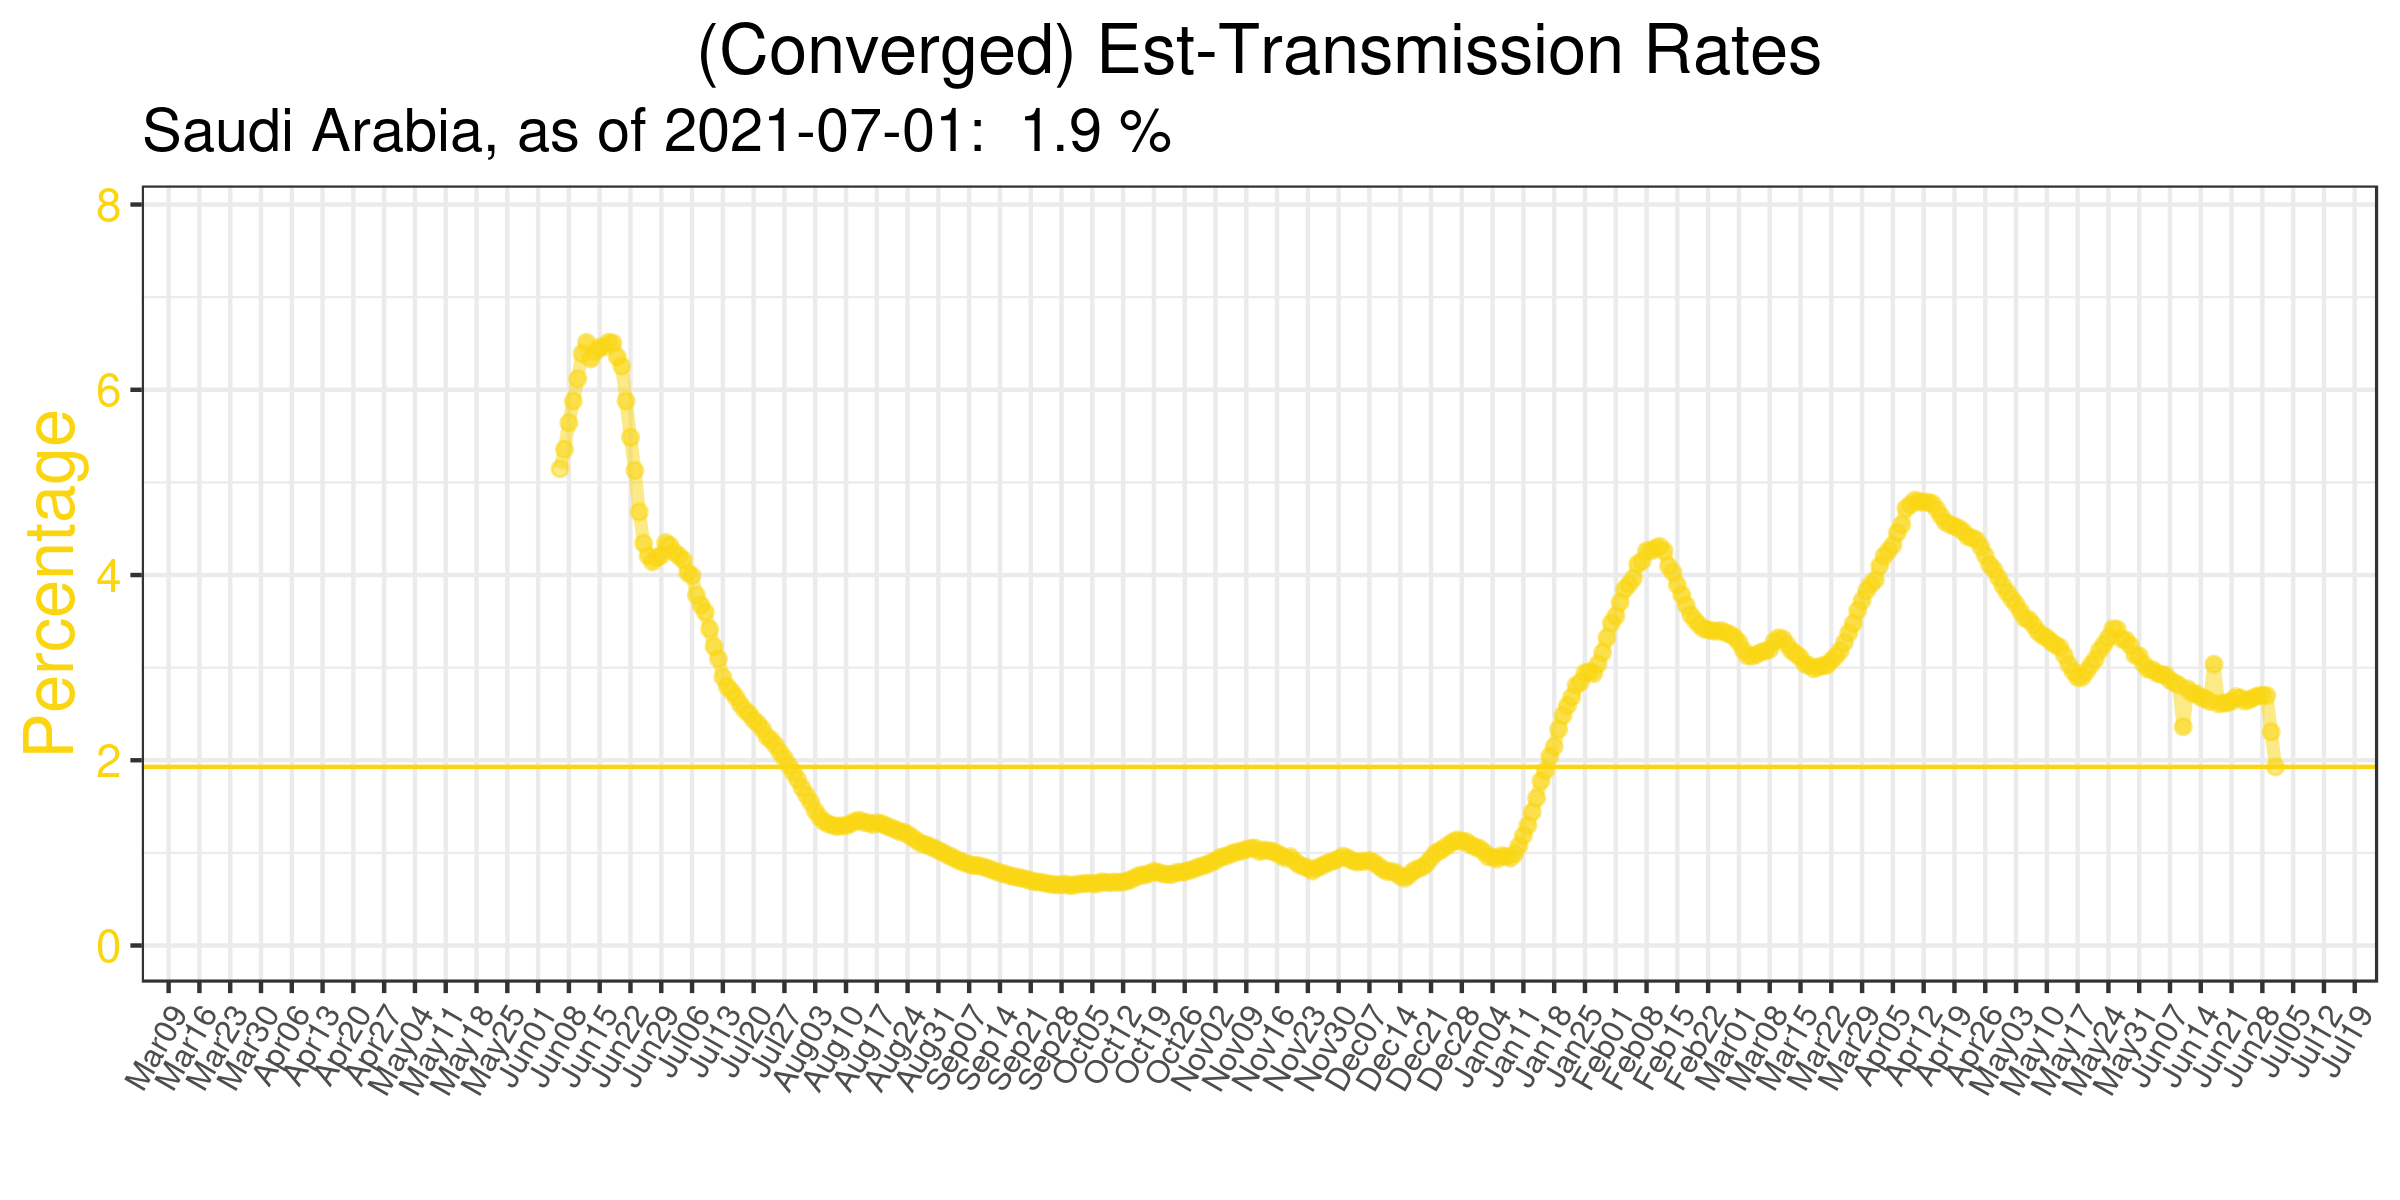 (Converged) Est-Transmission Rates
Saudi Arabia, as of 2021-07-01:  1.9 %
Percentage
8
6
4
2
0
Mar09
Mar16
Mar23
Mar30
Apr06
Apr13
Apr20
Apr27
May04
May11
May18
May25
Jun01
Jun08
Jun15
Jun22
Jun29
Jul06
Jul13
Jul20
Jul27
Aug03
Aug10
Aug17
Aug24
Aug31
Sep07
Sep14
Sep21
Sep28
Oct05
Oct12
Oct19
Oct26
Nov02
Nov09
Nov16
Nov23
Nov30
Dec07
Dec14
Dec21
Dec28
Jan04
Jan11
Jan18
Jan25
Feb01
Feb08
Feb15
Feb22
Mar01
Mar08
Mar15
Mar22
Mar29
Apr05
Apr12
Apr19
Apr26
May03
May10
May17
May24
May31
Jun07
Jun14
Jun21
Jun28
Jul05
Jul12
Jul19